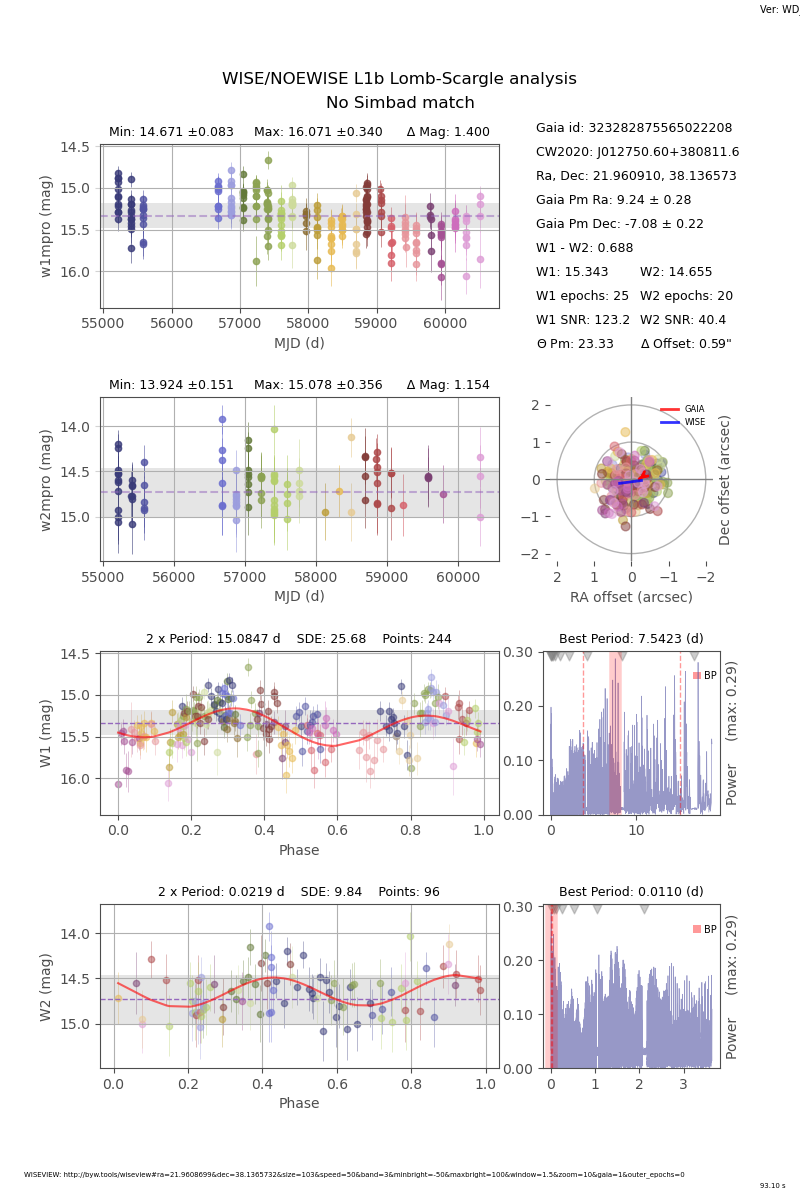 Ver: WD
WISE/NOEWISE L1b Lomb-Scargle analysis
No Simbad match
Min: 14.671 ±0.083 Max: 16.071 ±0.340 Δ Mag: 1.400
14.5
15.0
15.5
16.0
w1mpro (mag)
55000 56000 57000 58000 59000 60000
MJD (d)
Gaia id: 323282875565022208
CW2020: J012750.60+380811.6
Ra, Dec: 21.960910, 38.136573
Gaia Pm Ra: 9.24 ± 0.28
Gaia Pm Dec: -7.08 ± 0.22
W1 - W2: 0.688
W1: 15.343 W2: 14.655
W1 epochs: 25 W2 epochs: 20
W1 SNR: 123.2 W2 SNR: 40.4
Θ Pm: 23.33 Δ Offset: 0.59"
Min: 13.924 ±0.151 Max: 15.078 ±0.356 Δ Mag: 1.154
14.0
14.5
15.0
w2mpro (mag)
55000 56000 57000 58000 59000 60000
MJD (d)
GAIA
WISE
2
1
0
−1
−2
2 1 0 −1 −2
RA offset (arcsec)
Dec offset (arcsec)
2 x Period: 15.0847 d SDE: 25.68 Points: 244
14.5
15.0
15.5
16.0
W1 (mag)
0.0 0.2 0.4 0.6 0.8 1.0
Phase
Best Period: 7.5423 (d)
BP
0.30
0.20
0.10
0.00
0 10
Power (max: 0.29)
2 x Period: 0.0219 d SDE: 9.84 Points: 96
14.0
14.5
15.0
W2 (mag)
0.0 0.2 0.4 0.6 0.8 1.0
Phase
Best Period: 0.0110 (d)
BP
0.30
0.20
0.10
0.00
0 1 2 3
Power (max: 0.29)
WISEVIEW: http://byw.tools/wiseview#ra=21.9608699&dec=38.1365732&size=103&speed=50&band=3&minbright=-50&maxbright=100&window=1.5&zoom=10&gaia=1&outer_epochs=0
93.10 s